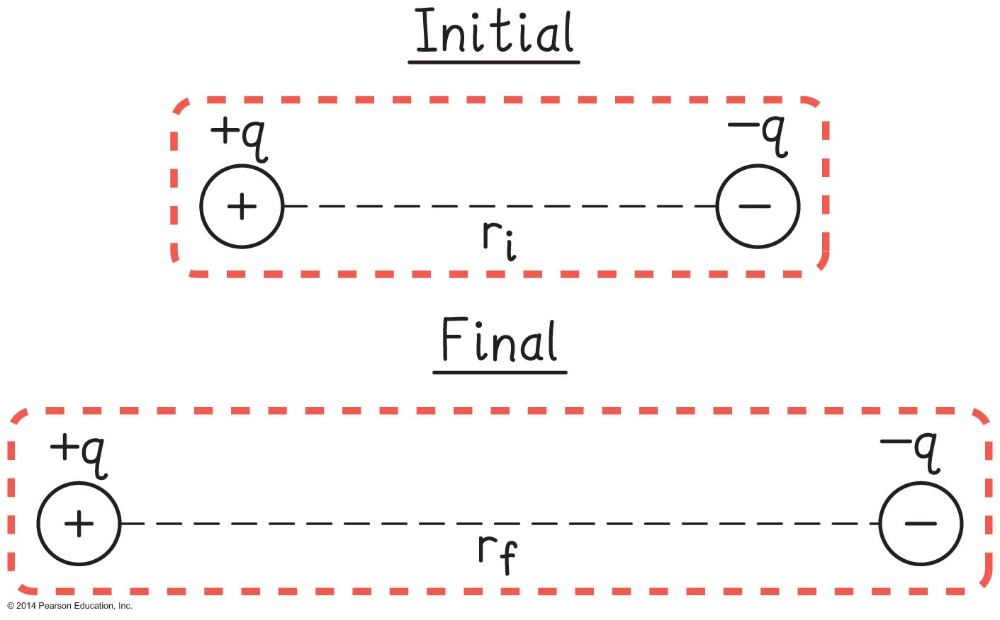 Initial
+q −q
+ −
r_i
Final
+q −q
+ −
r_f
© 2014 Pearson Education, Inc.